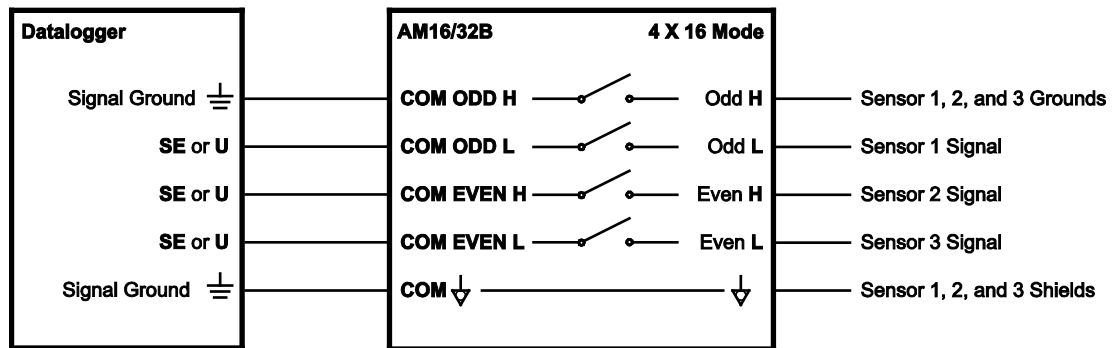 Datalogger AM16/32B 4 X 16 Mode
Signal Ground COM ODD H Odd H Sensor 1, 2, and 3 Grounds
SE or U COM ODD L Odd L Sensor 1 Signal
SE or U COM EVEN H Even H Sensor 2 Signal
SE or U COM EVEN L Even L Sensor 3 Signal
Signal Ground COM Sensor 1, 2, and 3 Shields